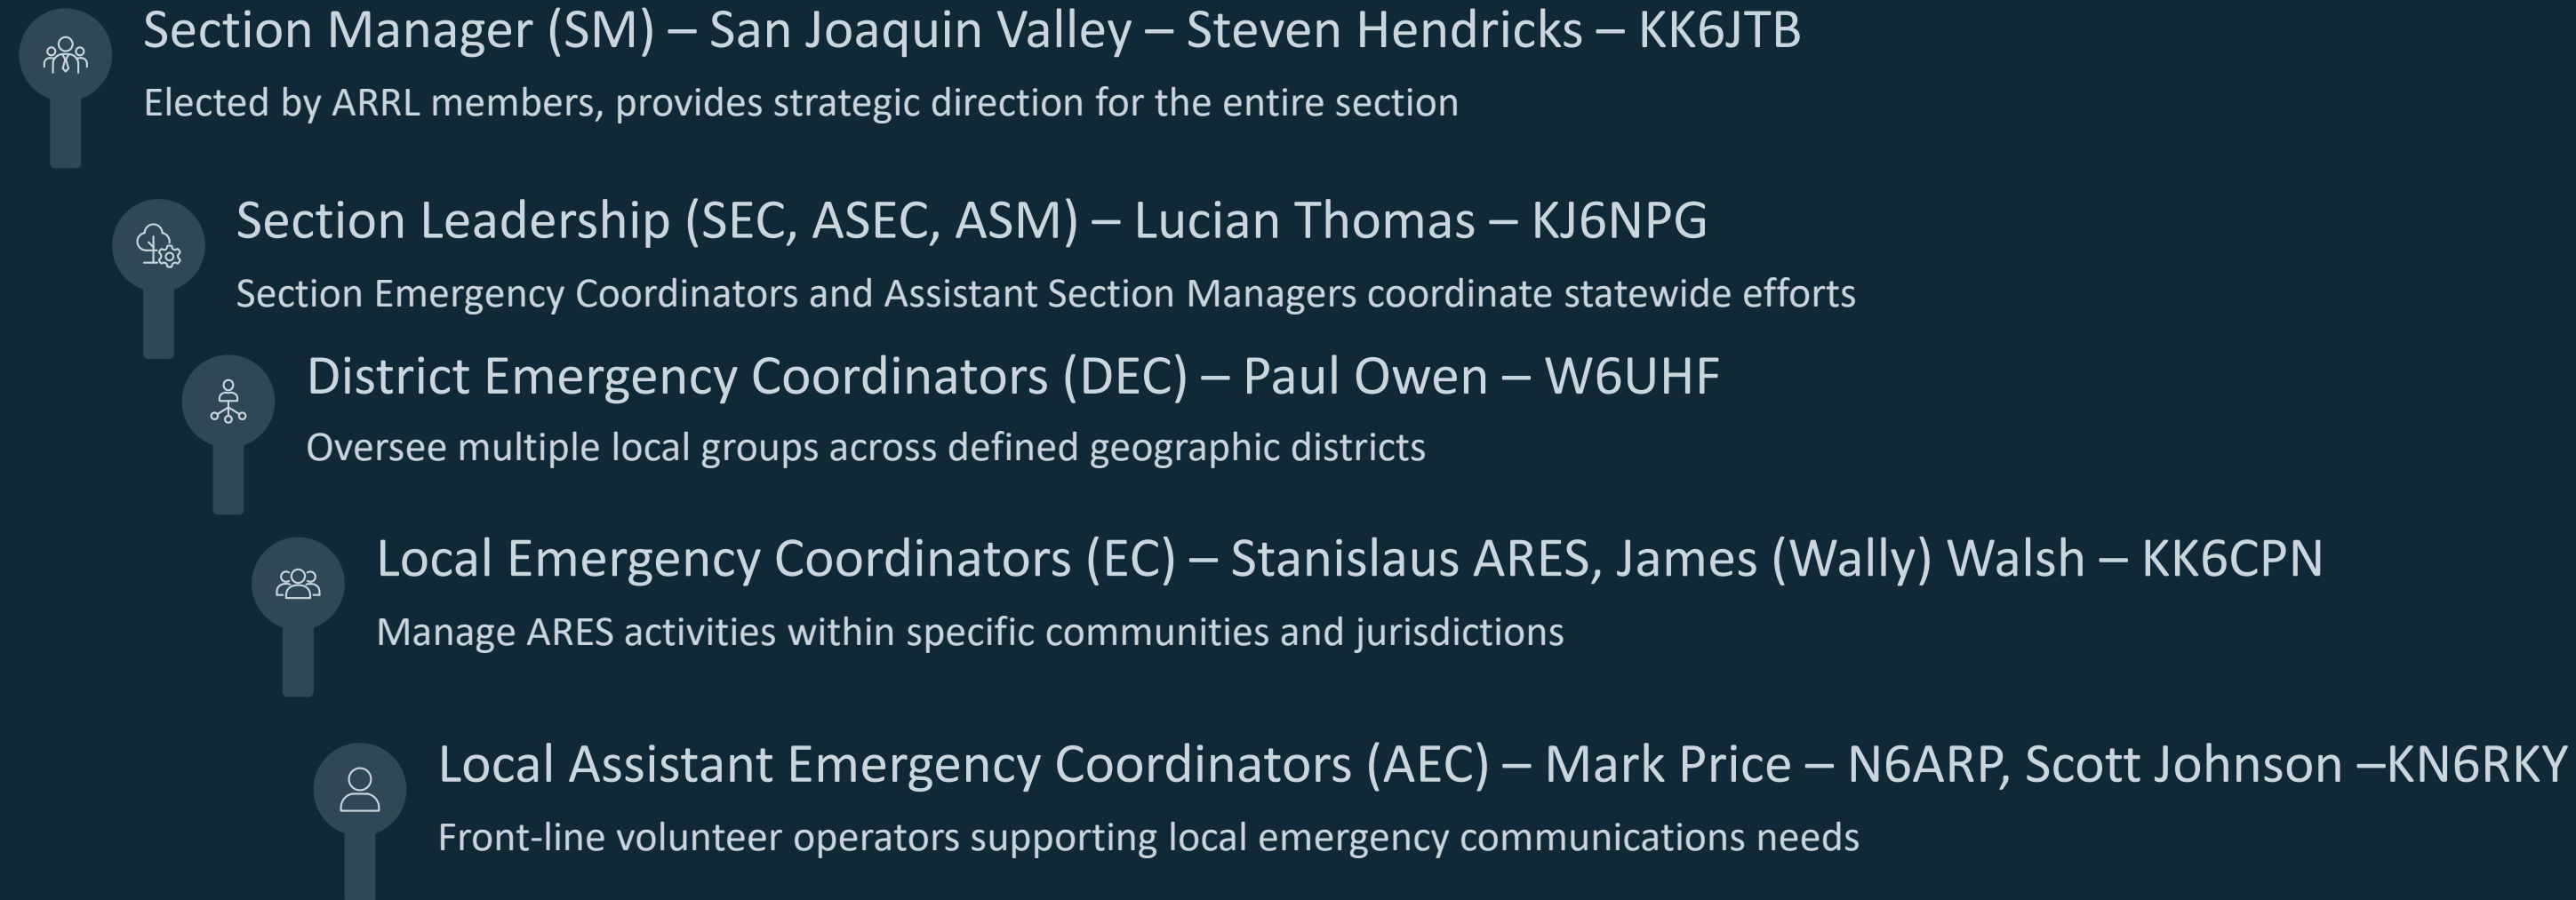 Section Manager (SM) – San Joaquin Valley – Steven Hendricks – KK6JTB
Elected by ARRL members, provides strategic direction for the entire section
Section Leadership (SEC, ASEC, ASM) – Lucian Thomas – KJ6NPG
Section Emergency Coordinators and Assistant Section Managers coordinate statewide efforts
District Emergency Coordinators (DEC) – Paul Owen – W6UHF
Oversee multiple local groups across defined geographic districts
Local Emergency Coordinators (EC) – Stanislaus ARES, James (Wally) Walsh – KK6CPN
Manage ARES activities within specific communities and jurisdictions
Local Assistant Emergency Coordinators (AEC) – Mark Price – N6ARP, Scott Johnson –KN6RKY
Front-line volunteer operators supporting local emergency communications needs